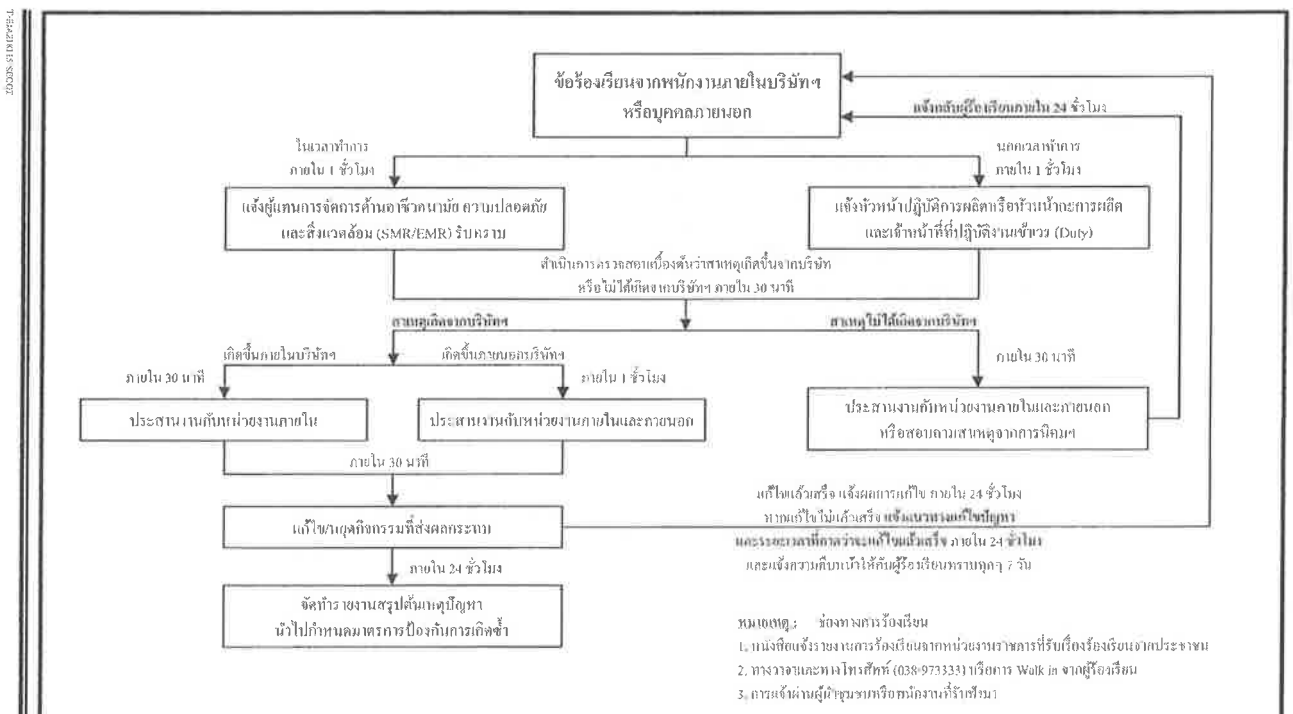 ข้อร้องเรียนจากพนักงานภายในบริษัทฯ
หรือบุคคลภายนอก
แจ้งกลับผู้ร้องเรียนภายใน 24 ชั่วโมง
ในเวลาทำการ
ภายใน 1 ชั่วโมง
นอกเวลาทำการ
ภายใน 1 ชั่วโมง
แจ้งผู้แทนการจัดการด้านอาชีวอนามัย ความปลอดภัย
และสิ่งแวดล้อม (SMR/EMR) รับทราบ
แจ้งหัวหน้าปฏิบัติการผลิตหรือหัวหน้ากะการผลิต
และเจ้าหน้าที่ที่ปฏิบัติงานเข้าเวร (Duty)
ดำเนินการตรวจสอบเบื้องต้นว่าสาเหตุเกิดขึ้นจากบริษัท
หรือไม่ได้เกิดจากบริษัทฯ ภายใน 30 นาที
สาเหตุเกิดจากบริษัทฯ
สาเหตุไม่ได้เกิดจากบริษัทฯ
เกิดขึ้นภายในบริษัทฯ
เกิดขึ้นภายนอกบริษัทฯ
ภายใน 30 นาที
ภายใน 1 ชั่วโมง
ภายใน 30 นาที
ประสานงานกับหน่วยงานภายใน
ประสานงานกับหน่วยงานภายในและภายนอก
ประสานงานกับหน่วยงานภายในและภายนอก
หรือสอบถามสาเหตุจากการนิคมฯ
ภายใน 30 นาที
แก้ไข/หยุดกิจกรรมที่ส่งผลกระทบ
แก้ไขแล้วเสร็จ แจ้งผลการแก้ไข ภายใน 24 ชั่วโมง
หากแก้ไขไม่แล้วเสร็จ แจ้งแนวทางแก้ไขปัญหา
และระยะเวลาที่คาดว่าจะแก้ไขแล้วเสร็จ ภายใน 24 ชั่วโมง
และแจ้งความคืบหน้าให้กับผู้ร้องเรียนทราบทุกๆ 7 วัน
ภายใน 24 ชั่วโมง
จัดทำรายงานสรุปต้นเหตุปัญหา
นำไปกำหนดมาตรการป้องกันการเกิดซ้ำ
หมายเหตุ : ช่องทางการร้องเรียน
1. หนังสือแจ้งรายงานการร้องเรียนจากหน่วยงานราชการที่รับเรื่องร้องเรียนจากประชาชน
2. ทางวาจาและทางโทรศัพท์ (038-973333) หรือการ Walk in จากผู้ร้องเรียน
3. การแจ้งผ่านผู้นำชุมชนหรือพนักงานที่รับฟังมา